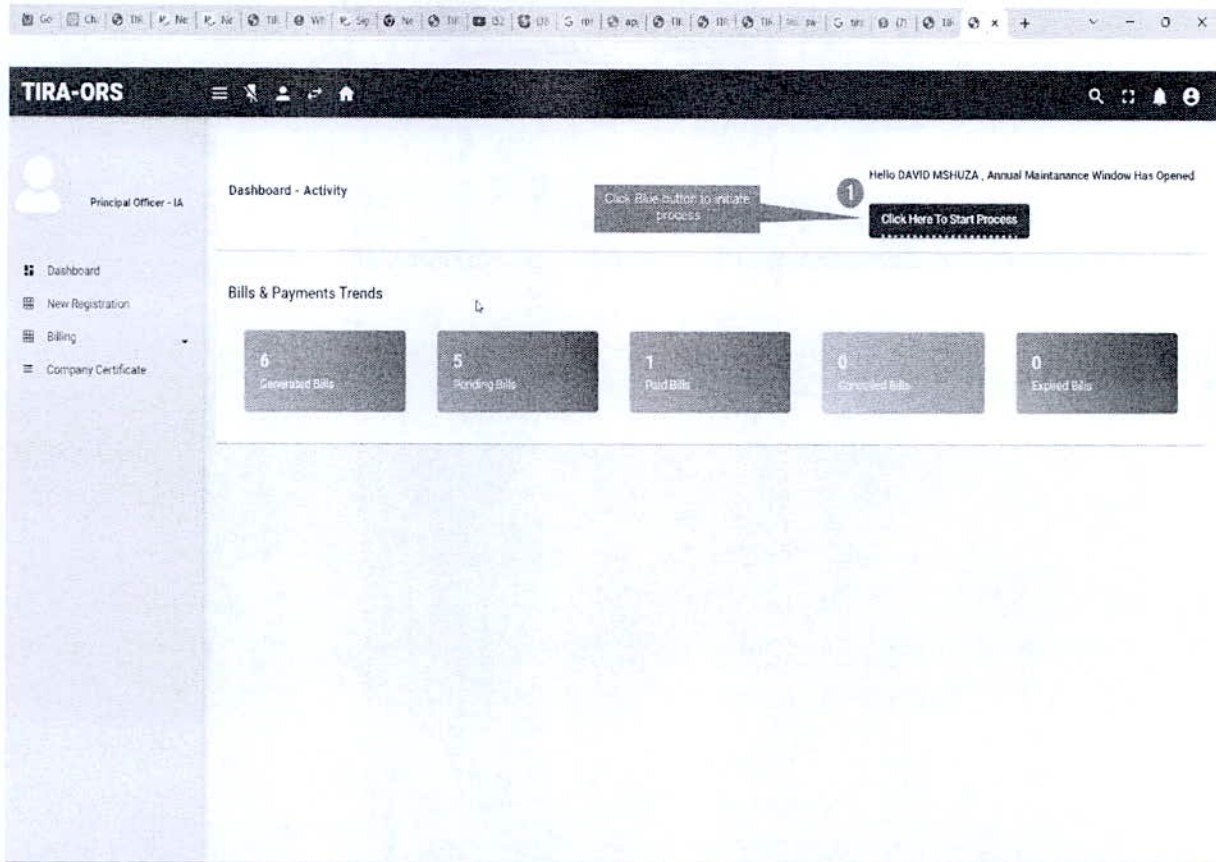 TIRA-ORS
Principal Officer - IA
Dashboard
New Registration
Billing
Company Certificate
Dashboard - Activity
Click Blue button to initiate
process
1
Hello DAVID MSHUZA , Annual Maintanance Window Has Opened
Click Here To Start Process
Bills & Payments Trends
6
Generated Bills
5
Pending Bills
1
Paid Bills
0
Canceled Bills
0
Expired Bills